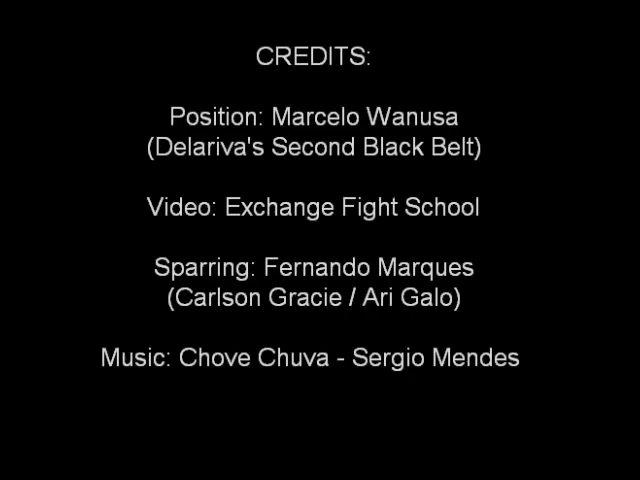 CREDITS:
Position: Marcelo Wanusa
(Delariva's Second Black Belt)
Video: Exchange Fight School
Sparring: Fernando Marques
(Carlson Gracie / Ari Galo)
Music: Chove Chuva - Sergio Mendes